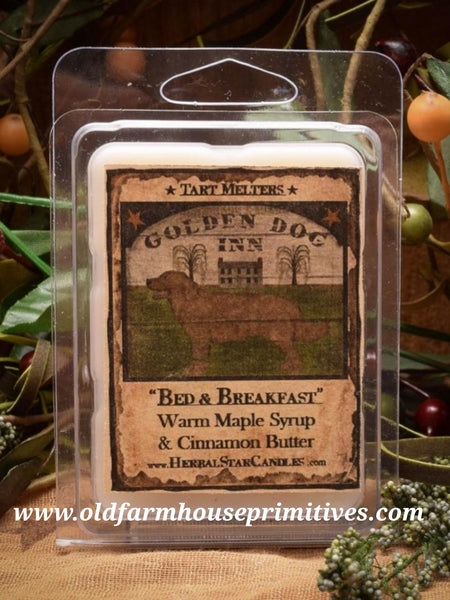 ★ TART MELTERS ★
GOLDEN DOG
INN
"BED & BREAKFAST"
Warm Maple Syrup
& Cinnamon Butter
www.HERBALSTARCANDLES.com
www.oldfarmhouseprimitives.com